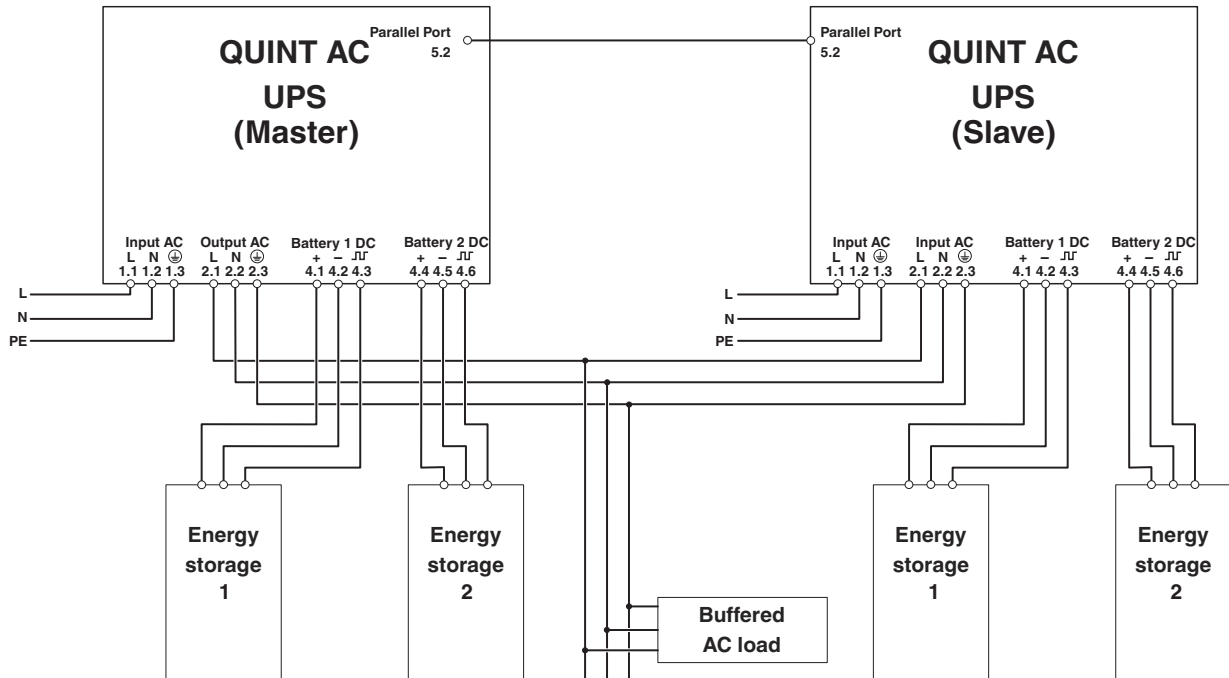 QUINT AC
UPS
(Master)
Parallel Port
5.2
Parallel Port
5.2
QUINT AC
UPS
(Slave)
Input AC Output AC Battery 1 DC Battery 2 DC
L N L N + − + −
1.1 1.2 1.3 2.1 2.2 2.3 4.1 4.2 4.3 4.4 4.5 4.6
Input AC Input AC Battery 1 DC Battery 2 DC
L N L N + − + −
1.1 1.2 1.3 2.1 2.2 2.3 4.1 4.2 4.3 4.4 4.5 4.6
L
N
PE
L
N
PE
Energy
storage
1
Energy
storage
2
Buffered
AC load
Energy
storage
1
Energy
storage
2